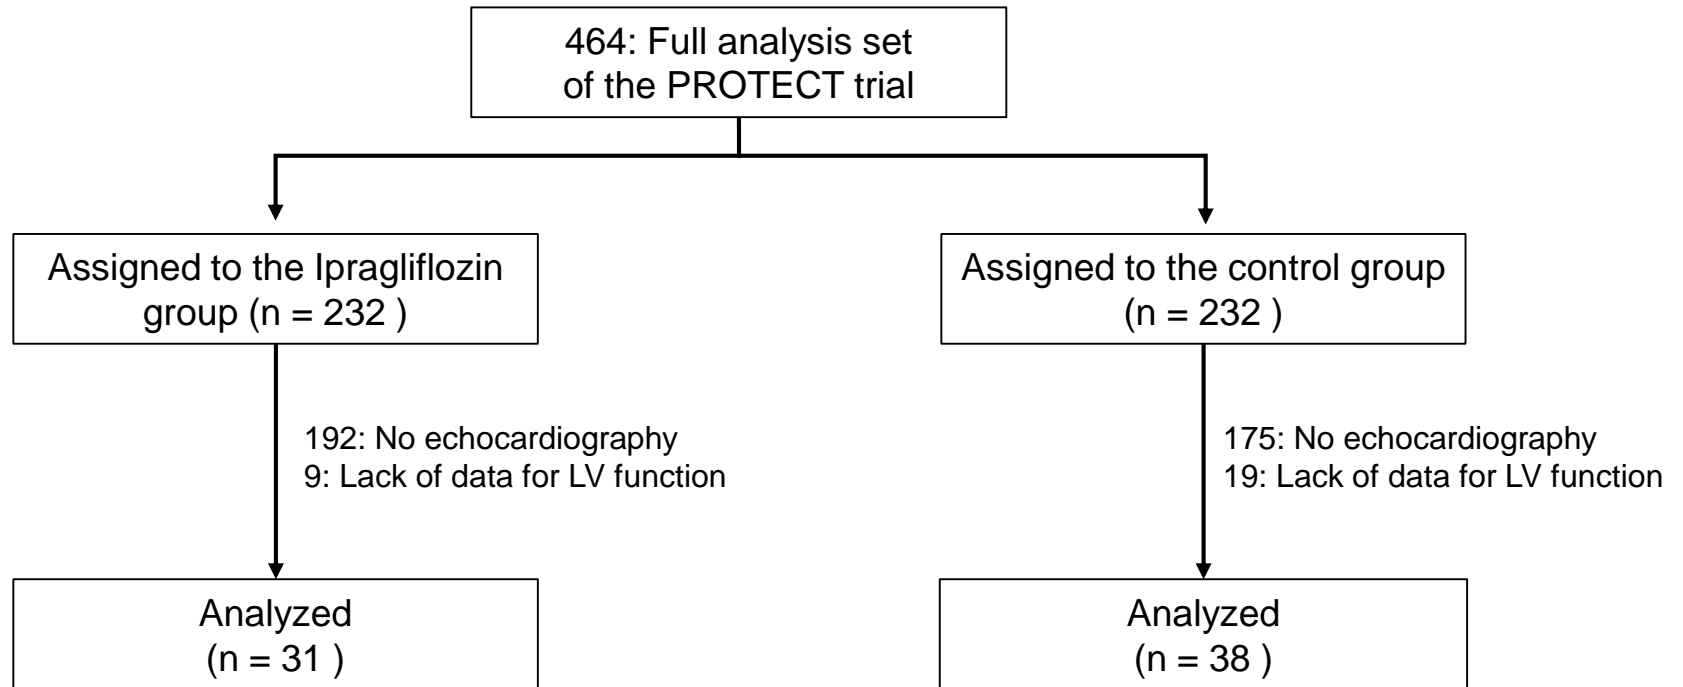 464: Full analysis set
of the PROTECT trial
Assigned to the Ipragliflozin
group (n = 232 )
Assigned to the control group
(n = 232 )
192: No echocardiography
9: Lack of data for LV function
175: No echocardiography
19: Lack of data for LV function
Analyzed
(n = 31 )
Analyzed
(n = 38 )